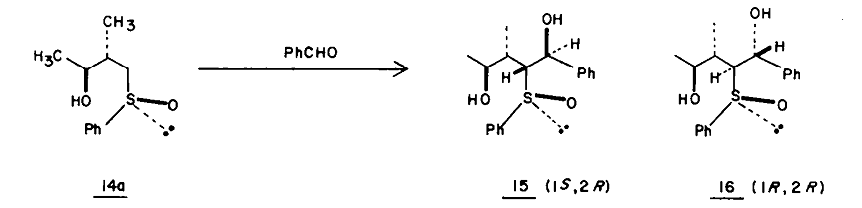 CH3
H3C
HO
S
O
Ph
14a
PhCHO
OH
H
Ph
H
HO
S
O
Ph
15 (1S,2R)
OH
H
Ph
H
HO
S
O
Ph
16 (1R,2R)